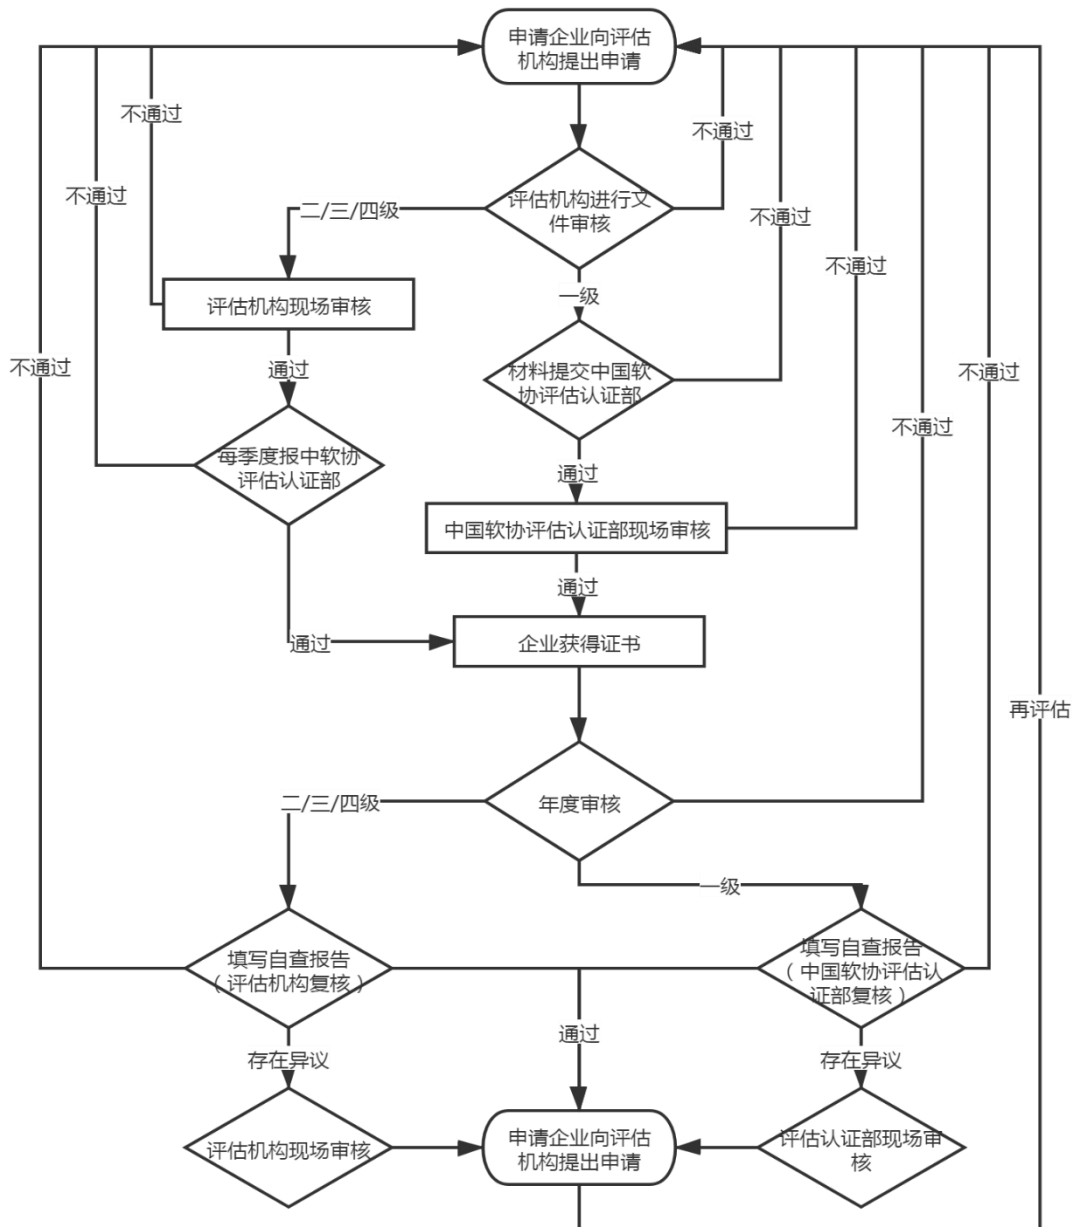 申请企业向评估
机构提出申请
不通过
不通过
不通过
评估机构进行文
件审核
二/三/四级
不通过
不通过
一级
评估机构现场审核
通过
不通过
材料提交中国软
协评估认证部
不通过
不通过
每季度报中软协
评估认证部
通过
中国软协评估认证部现场审核
通过
通过
企业获得证书
再评估
二/三/四级
年度审核
一级
填写自查报告
（评估机构复核）
填写自查报告
（中国软协评估认
证部复核）
通过
存在异议
存在异议
评估机构现场审核
申请企业向评估
机构提出申请
评估认证部现场审
核